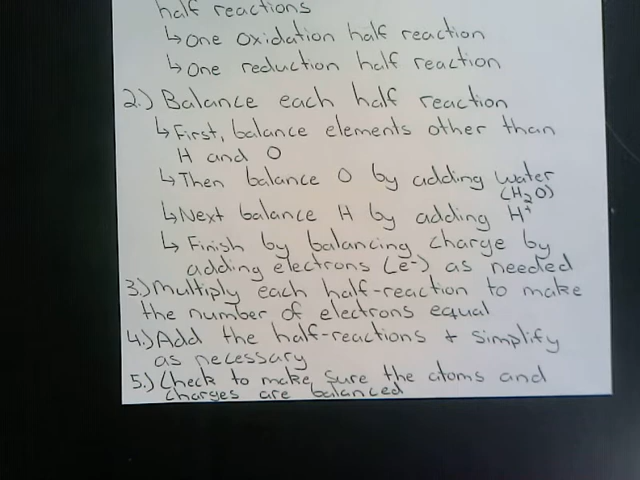 half reactions
↳ One oxidation half reaction
↳ One reduction half reaction
2.) Balance each half reaction
↳ First, balance elements other than
H and O
↳ Then balance O by adding water
(H₂O)
↳ Next balance H by adding H⁺
↳ Finish by balancing charge by
adding electrons (e-) as needed
3.) Multiply each half-reaction to make
the number of electrons equal
4.) Add the half-reactions + simplify
as necessary
5.) Check to make sure the atoms and
charges are balanced